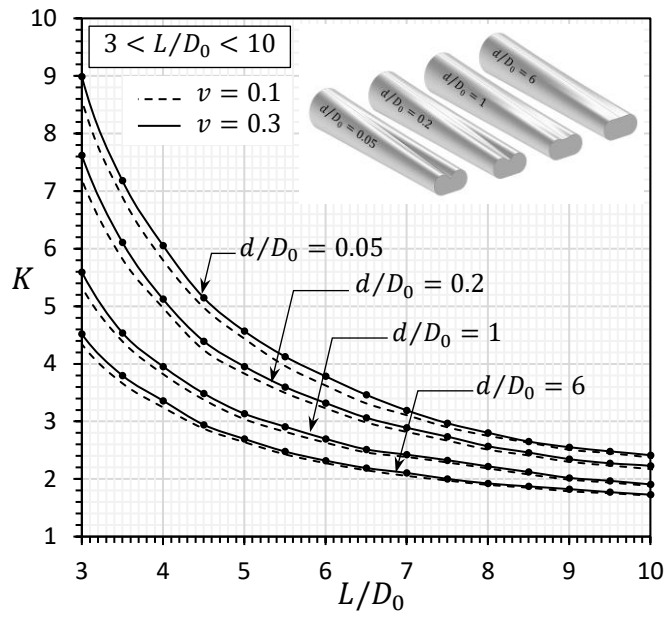 10
9
8
7
6
5
4
3
2
1
K
3 < L/D₀ < 10
v = 0.1
v = 0.3
d/D₀ = 0.05
d/D₀ = 0.2
d/D₀ = 1
d/D₀ = 6
d/D₀ = 0.05
d/D₀ = 0.2
d/D₀ = 1
d/D₀ = 6
3 4 5 6 7 8 9 10
L/D₀